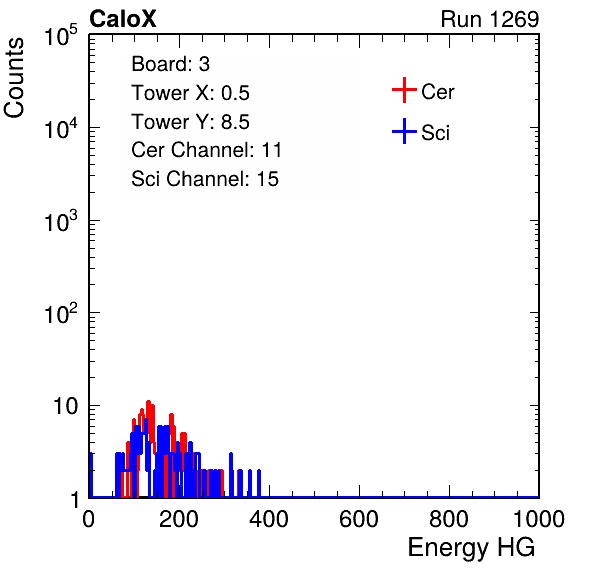 CaloX Run 1269
Counts
Board: 3
Tower X: 0.5
Tower Y: 8.5
Cer Channel: 11
Sci Channel: 15
Cer
Sci
10^5
10^4
10^3
10^2
10
1
0 200 400 600 800 1000
Energy HG